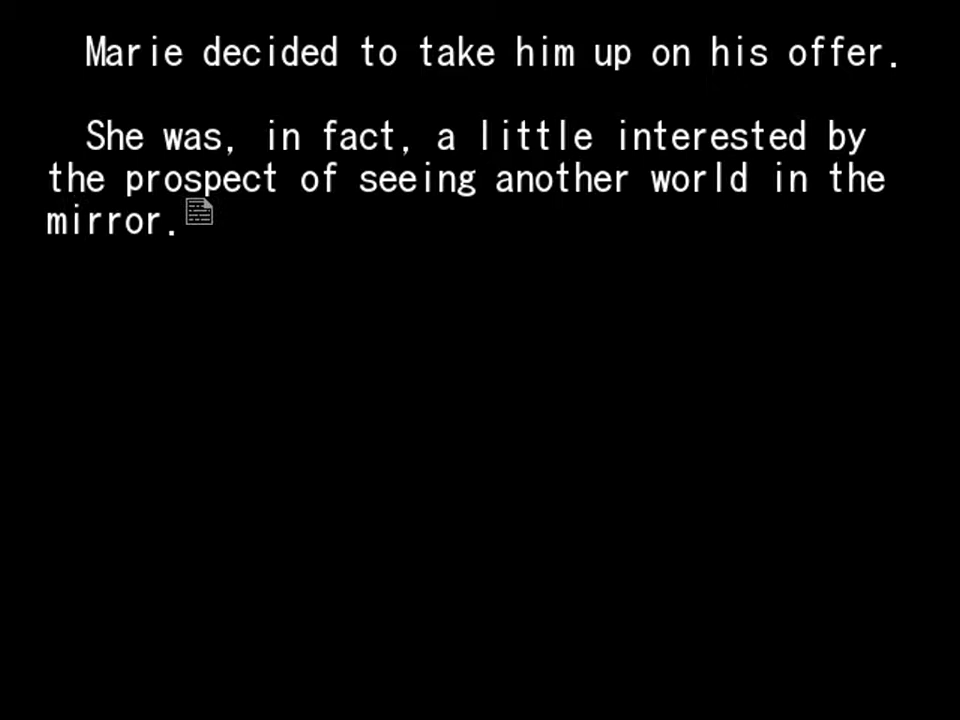 Marie decided to take him up on his offer.
She was, in fact, a little interested by
the prospect of seeing another world in the
mirror.